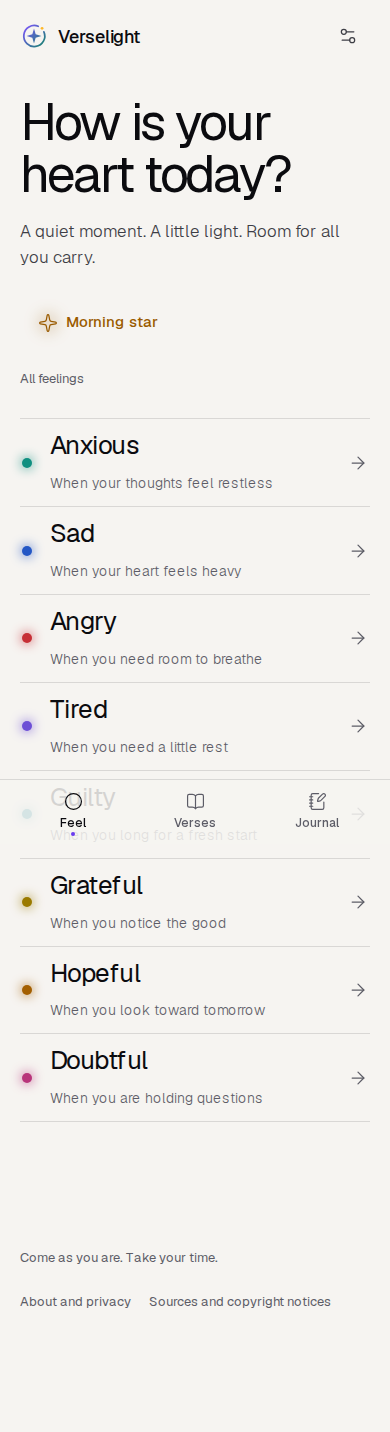 Verselight
How is your
heart today?
A quiet moment. A little light. Room for all
you carry.
Morning star
All feelings
Anxious
When your thoughts feel restless
Sad
When your heart feels heavy
Angry
When you need room to breathe
Tired
When you need a little rest
Guilty
When you long for a fresh start
Feel
Verses
Journal
Grateful
When you notice the good
Hopeful
When you look toward tomorrow
Doubtful
When you are holding questions
Come as you are. Take your time.
About and privacy
Sources and copyright notices